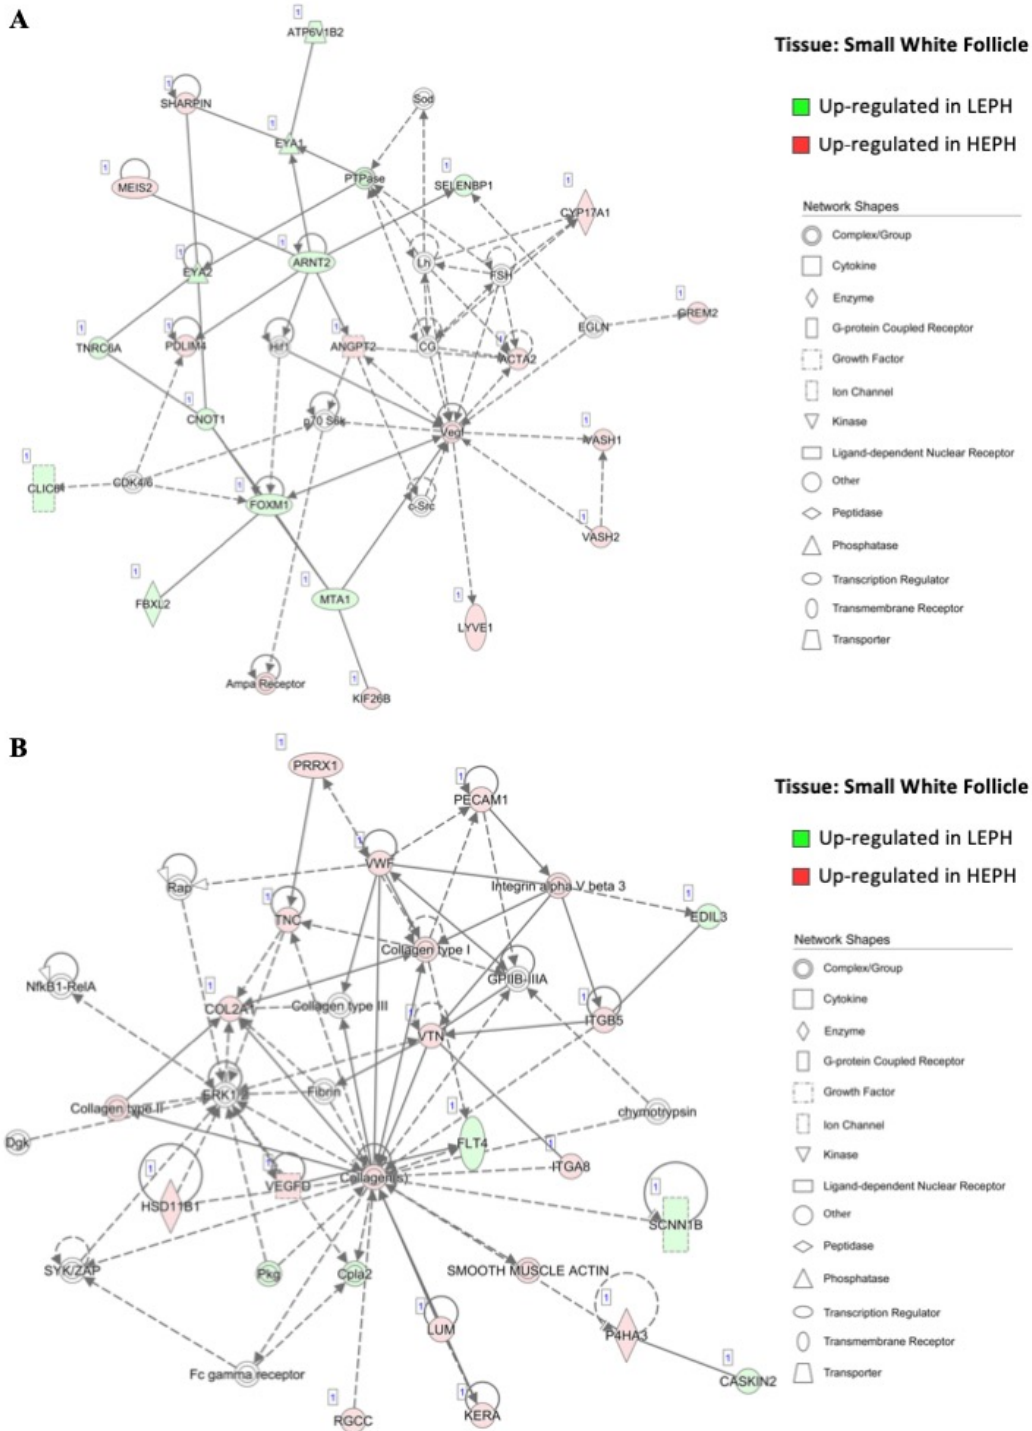 A
Tissue: Small White Follicle
Up-regulated in LEPH
Up-regulated in HEPH
Network Shapes
Complex/Group
Cytokine
Enzyme
G-protein Coupled Receptor
Growth Factor
Ion Channel
Kinase
Ligand-dependent Nuclear Receptor
Other
Peptidase
Phosphatase
Transcription Regulator
Transmembrane Receptor
Transporter
ATP6V1B2
SHARPIN
Sod
EYA1
PTPase
SELENBP1
MEIS2
CYP17A1
EYA2
ARNT2
Lh
FSH
GREM2
EGLN
TNRC6A
PDLIM4
Hif1
ANGPT2
CG
ACTA2
CNOT1
p70 S6k
Vegf
VASH1
CLIC6
CDK4/6
FOXM1
c-Src
VASH2
FBXL2
MTA1
LYVE1
Ampa Receptor
KIF26B
B
Tissue: Small White Follicle
Up-regulated in LEPH
Up-regulated in HEPH
Network Shapes
Complex/Group
Cytokine
Enzyme
G-protein Coupled Receptor
Growth Factor
Ion Channel
Kinase
Ligand-dependent Nuclear Receptor
Other
Peptidase
Phosphatase
Transcription Regulator
Transmembrane Receptor
Transporter
PRRX1
PECAM1
VWF
Rap
Integrin alpha V beta 3
TNC
EDIL3
Collagen type I
NfkB1-RelA
GPIIB-IIIA
COL2A1
Collagen type III
VTN
ITGB5
ERK1/2
Fibrin
Collagen type II
chymotrypsin
Dgk
FLT4
ITGA8
HSD11B1
VEGFD
Collagen(s)
SCNN1B
SYK/ZAP
Pkg
Cpla2
SMOOTH MUSCLE ACTIN
LUM
P4HA3
Fc gamma receptor
CASKIN2
RGCC
KERA